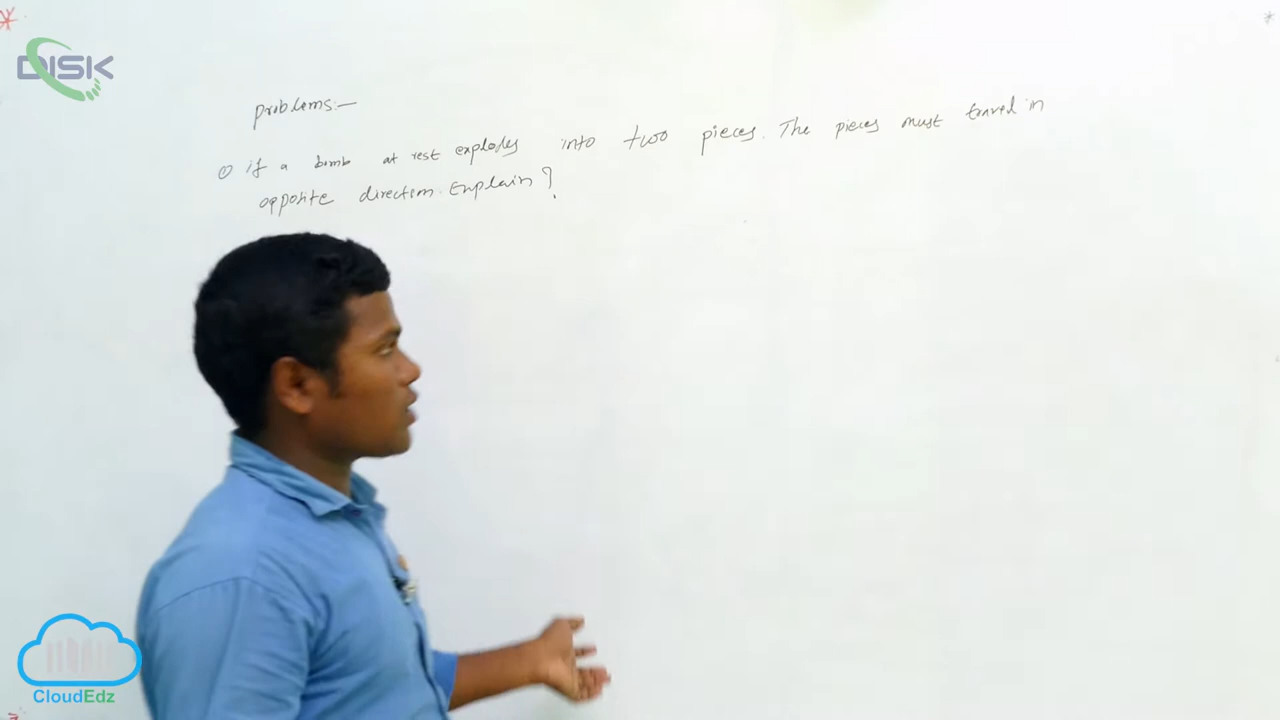 DISK
problems:-
① if a bomb at rest explodes into two pieces. The pieces must travel in
opposite direction. Explain?
CloudEdz